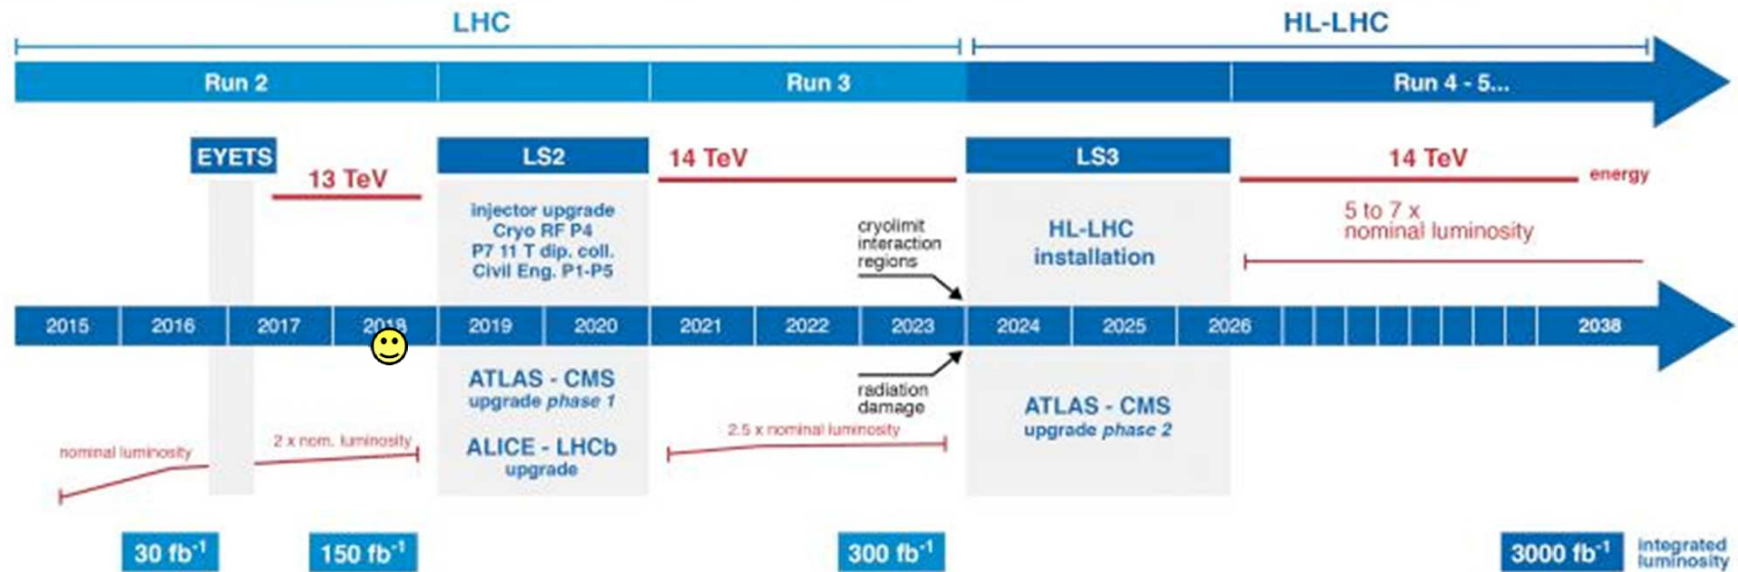 LHC
HL-LHC
Run 2
Run 3
Run 4 - 5...
EYETS
13 TeV
LS2
14 TeV
LS3
14 TeV
energy
injector upgrade
Cryo RF P4
P7 11 T dip. coll.
Civil Eng. P1-P5
cryolimit
interaction
regions
HL-LHC
installation
5 to 7 x
nominal luminosity
2015
2016
2017
2018
2019
2020
2021
2022
2023
2024
2025
2026
2038
ATLAS - CMS
upgrade phase 1
ALICE - LHCb
upgrade
radiation
damage
ATLAS - CMS
upgrade phase 2
nominal luminosity
2 x nom. luminosity
2.5 x nominal luminosity
30 fb-1
150 fb-1
300 fb-1
3000 fb-1
integrated
luminosity